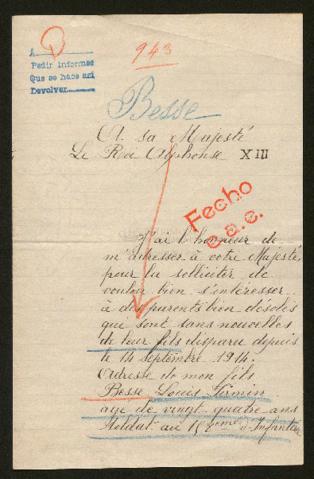 A
Pedir informes
Que se hace así
Devolver
943
Besse
A sa Majesté
Le Roi Alphonse XIII
Fecho
e.a.c.
J'ai l'honneur de
m'adresser à votre Majesté
pour la solliciter de
vouloir bien s'intéresser
à des parents bien désolés
que sont sans nouvelles
de leur fils disparu depuis
le 14 septembre 1914.
Adresse de mon fils
Besse Louis Firmin
age de vingt quatre ans
Soldat au d'Infanterie